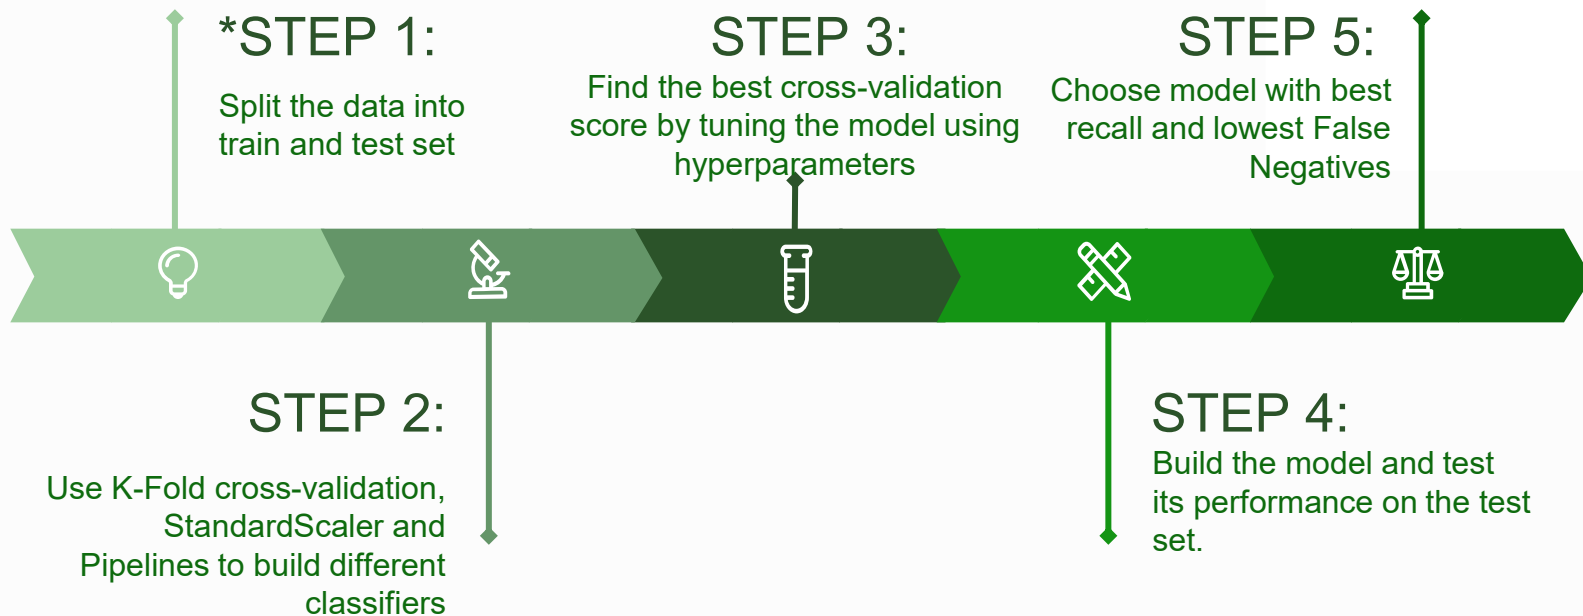 *STEP 1:
Split the data into
train and test set
STEP 2:
Use K-Fold cross-validation,
StandardScaler and
Pipelines to build different
classifiers
STEP 3:
Find the best cross-validation
score by tuning the model using
hyperparameters
STEP 4:
Build the model and test
its performance on the test
set.
STEP 5:
Choose model with best
recall and lowest False
Negatives